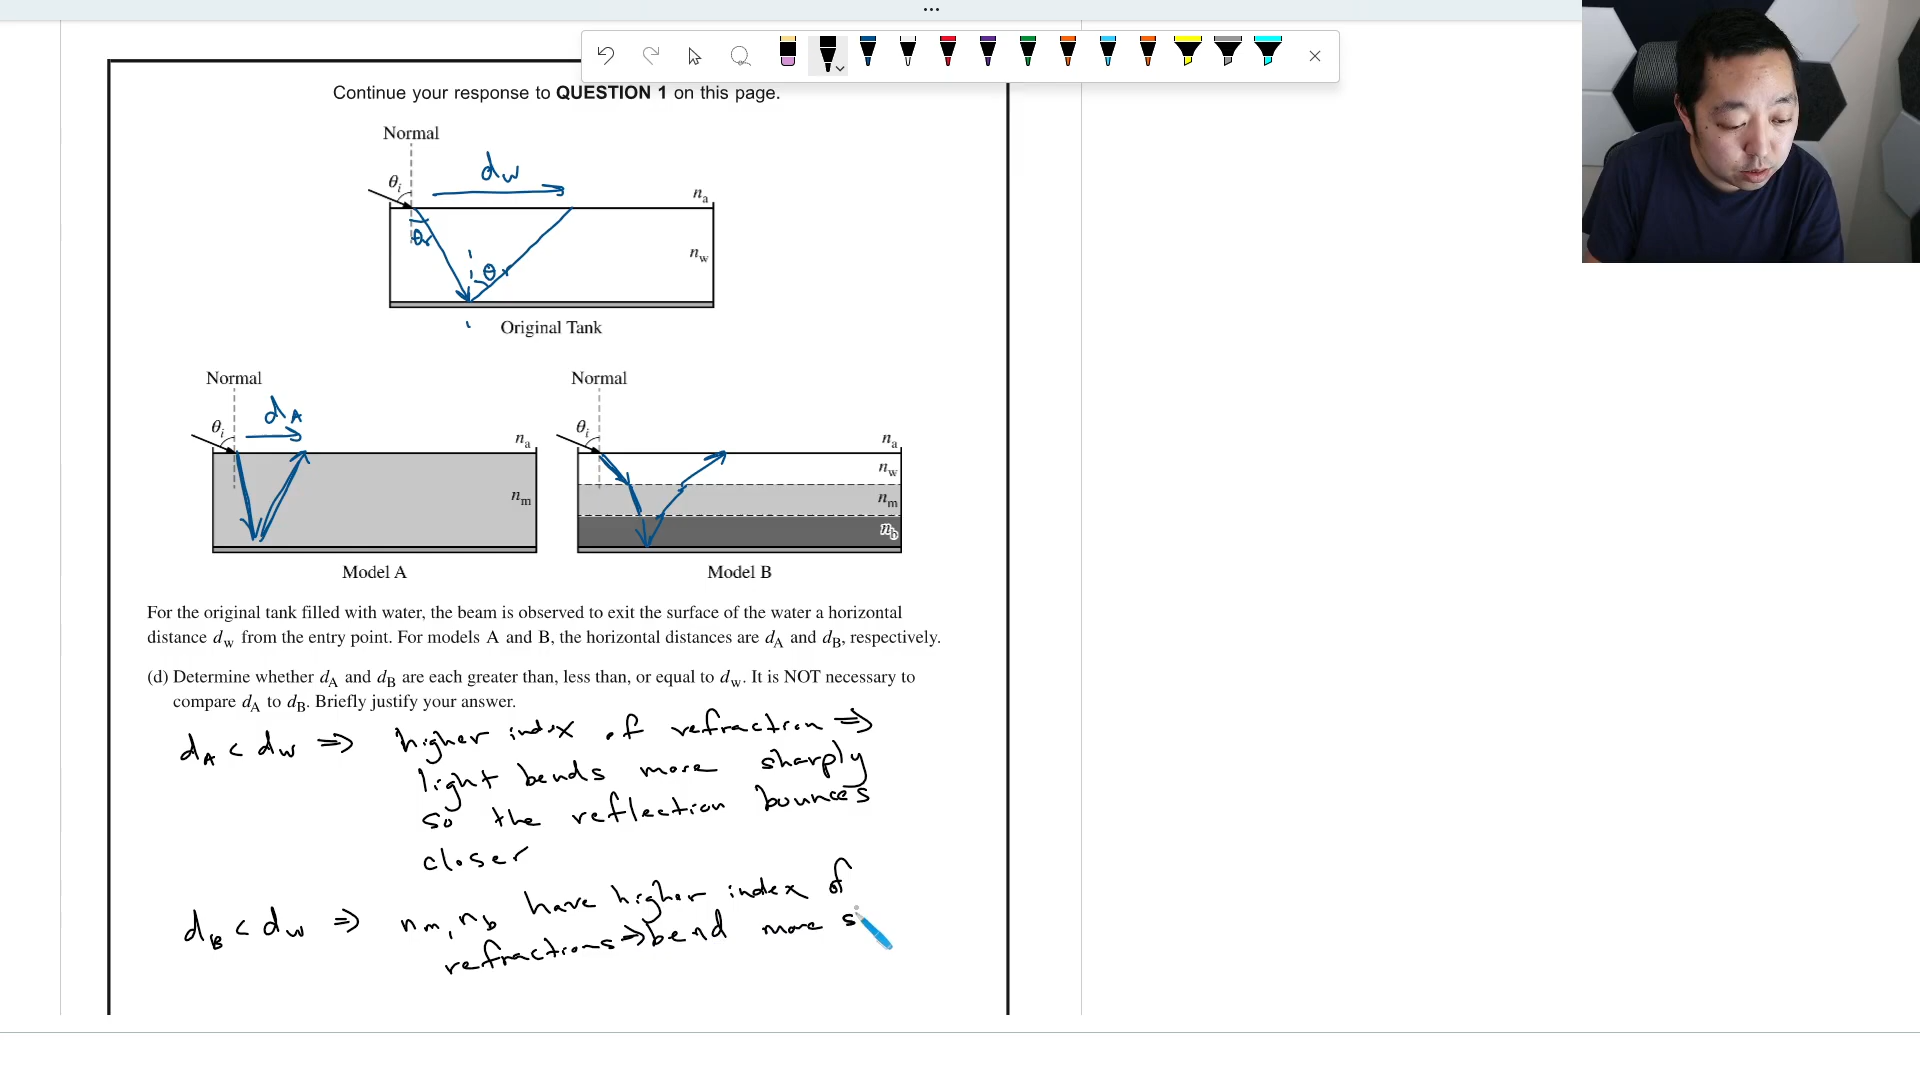 Continue your response to QUESTION 1 on this page.
Normal
dw
θi
na
θr
nw
θr
Original Tank
Normal
Normal
dA
θi
na
θi
na
nw
nm
nm
nb
Model A
Model B
For the original tank filled with water, the beam is observed to exit the surface of the water a horizontal
distance dw from the entry point. For models A and B, the horizontal distances are dA and dB, respectively.
(d) Determine whether dA and dB are each greater than, less than, or equal to dw. It is NOT necessary to
compare dA to dB. Briefly justify your answer.
dA < dw ⇒ higher index of refraction ⇒
light bends more sharply
so the reflection bounces
closer
dB < dw ⇒ nm, nb have higher index of
refractions → bend more s